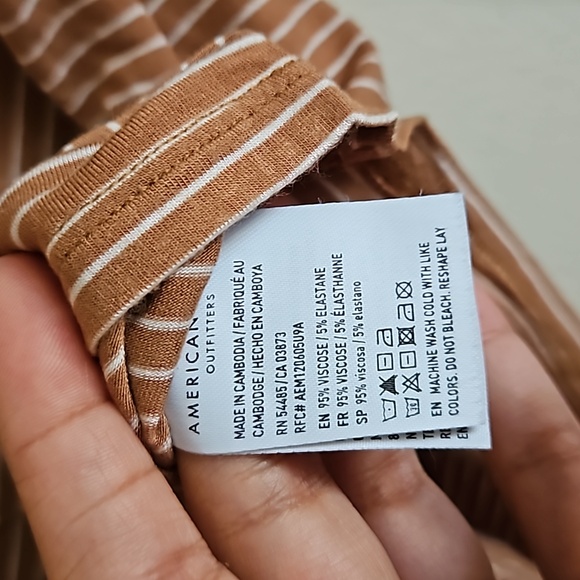 AMERICAN
OUTFITTERS
MADE IN CAMBODIA / FABRIQUÉ AU
CAMBODGE / HECHO EN CAMBOYA
RN 54485 / CA 03873
RFC# AEM120605U9A
EN 95% VISCOSE / 5% ELASTANE
FR 95% VISCOSE / 5% ÉLASTHANNE
SP 95% viscosa / 5% elastano
EN MACHINE WASH COLD WITH LIKE
COLORS. DO NOT BLEACH. RESHAPE LAY